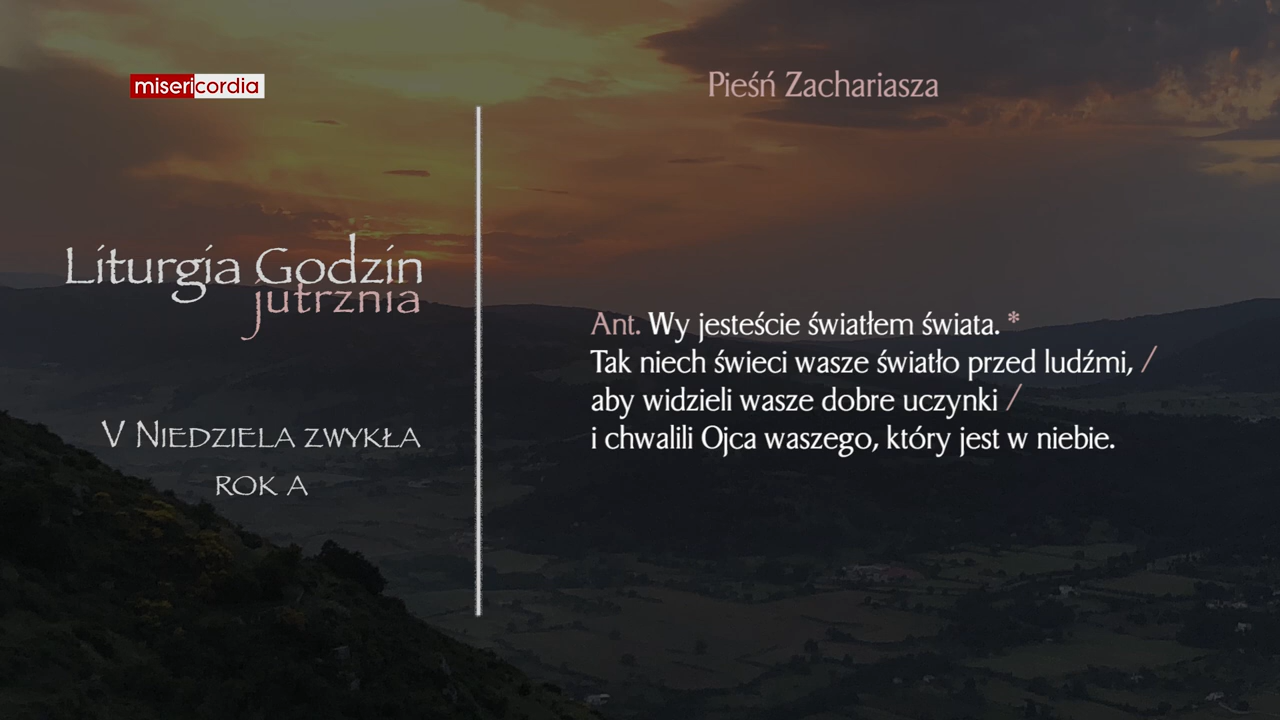 misericordia
Liturgia Godzin
jutrznia
V Niedziela zwykła
rok A
Pieśń Zachariasza
Ant. Wy jesteście światłem świata. *
Tak niech świeci wasze światło przed ludźmi, /
aby widzieli wasze dobre uczynki /
i chwalili Ojca waszego, który jest w niebie.